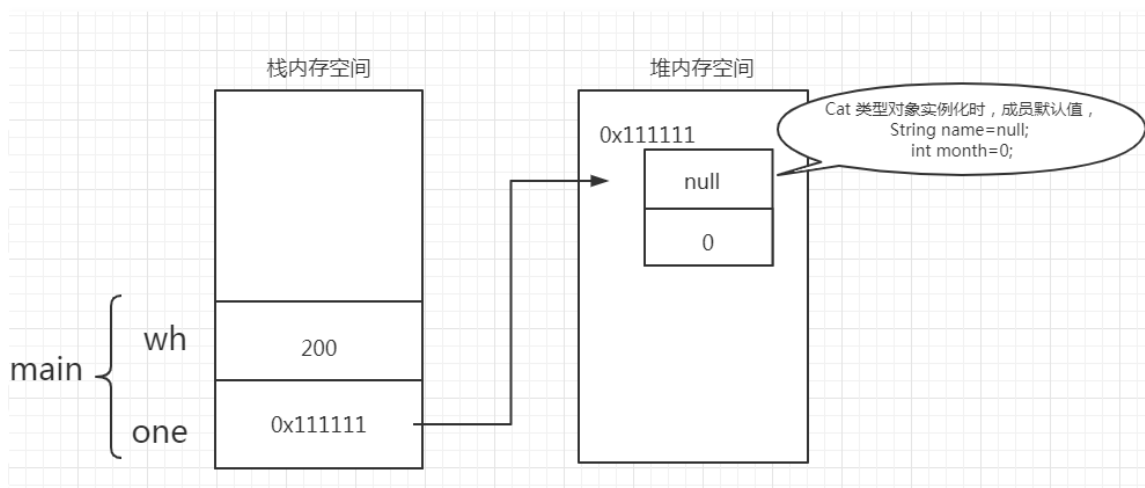 栈内存空间
堆内存空间
Cat 类型对象实例化时，成员默认值，
String name=null;
int month=0;
0x111111
null
0
main
wh
200
one
0x111111